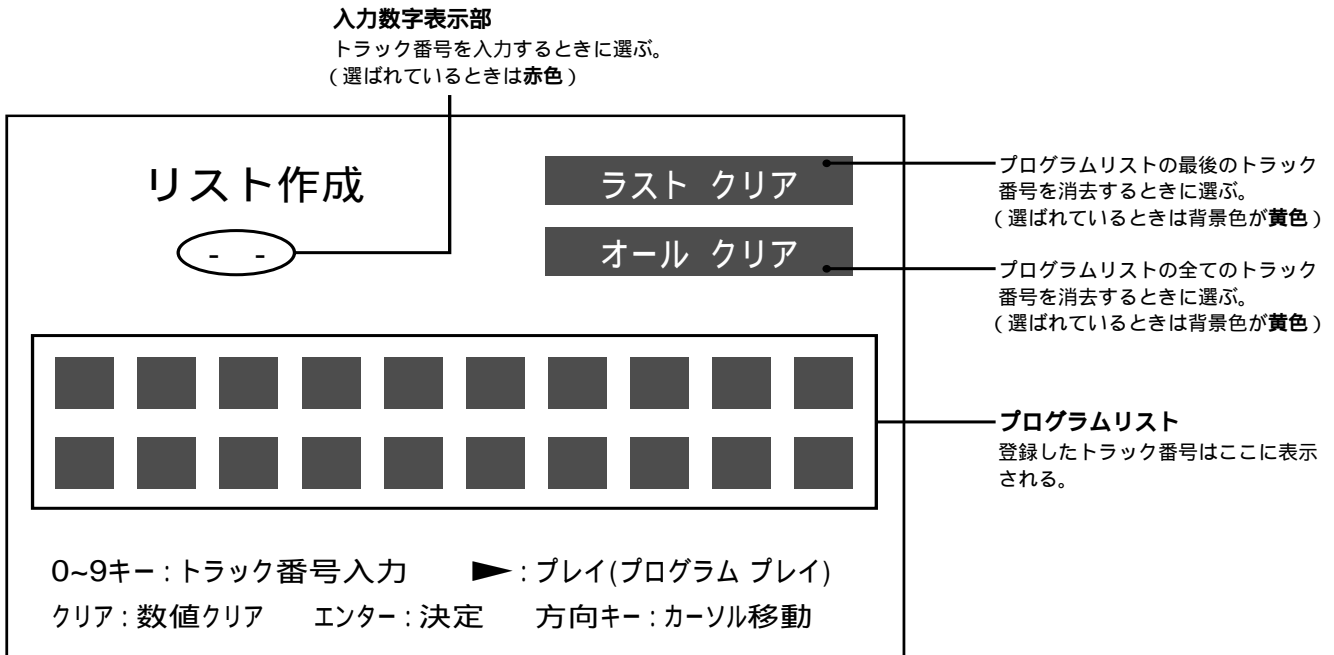 入力数字表示部
トラック番号を入力するときに選ぶ。
(選ばれているときは赤色)
リスト作成
- -
ラスト クリア
オール クリア
プログラムリストの最後のトラック
番号を消去するときに選ぶ。
(選ばれているときは背景色が黄色)
プログラムリストの全てのトラック
番号を消去するときに選ぶ。
(選ばれているときは背景色が黄色)
プログラムリスト
登録したトラック番号はここに表示
される。
0~9キー:トラック番号入力 ►:プレイ(プログラム プレイ)
クリア:数値クリア エンター:決定 方向キー:カーソル移動